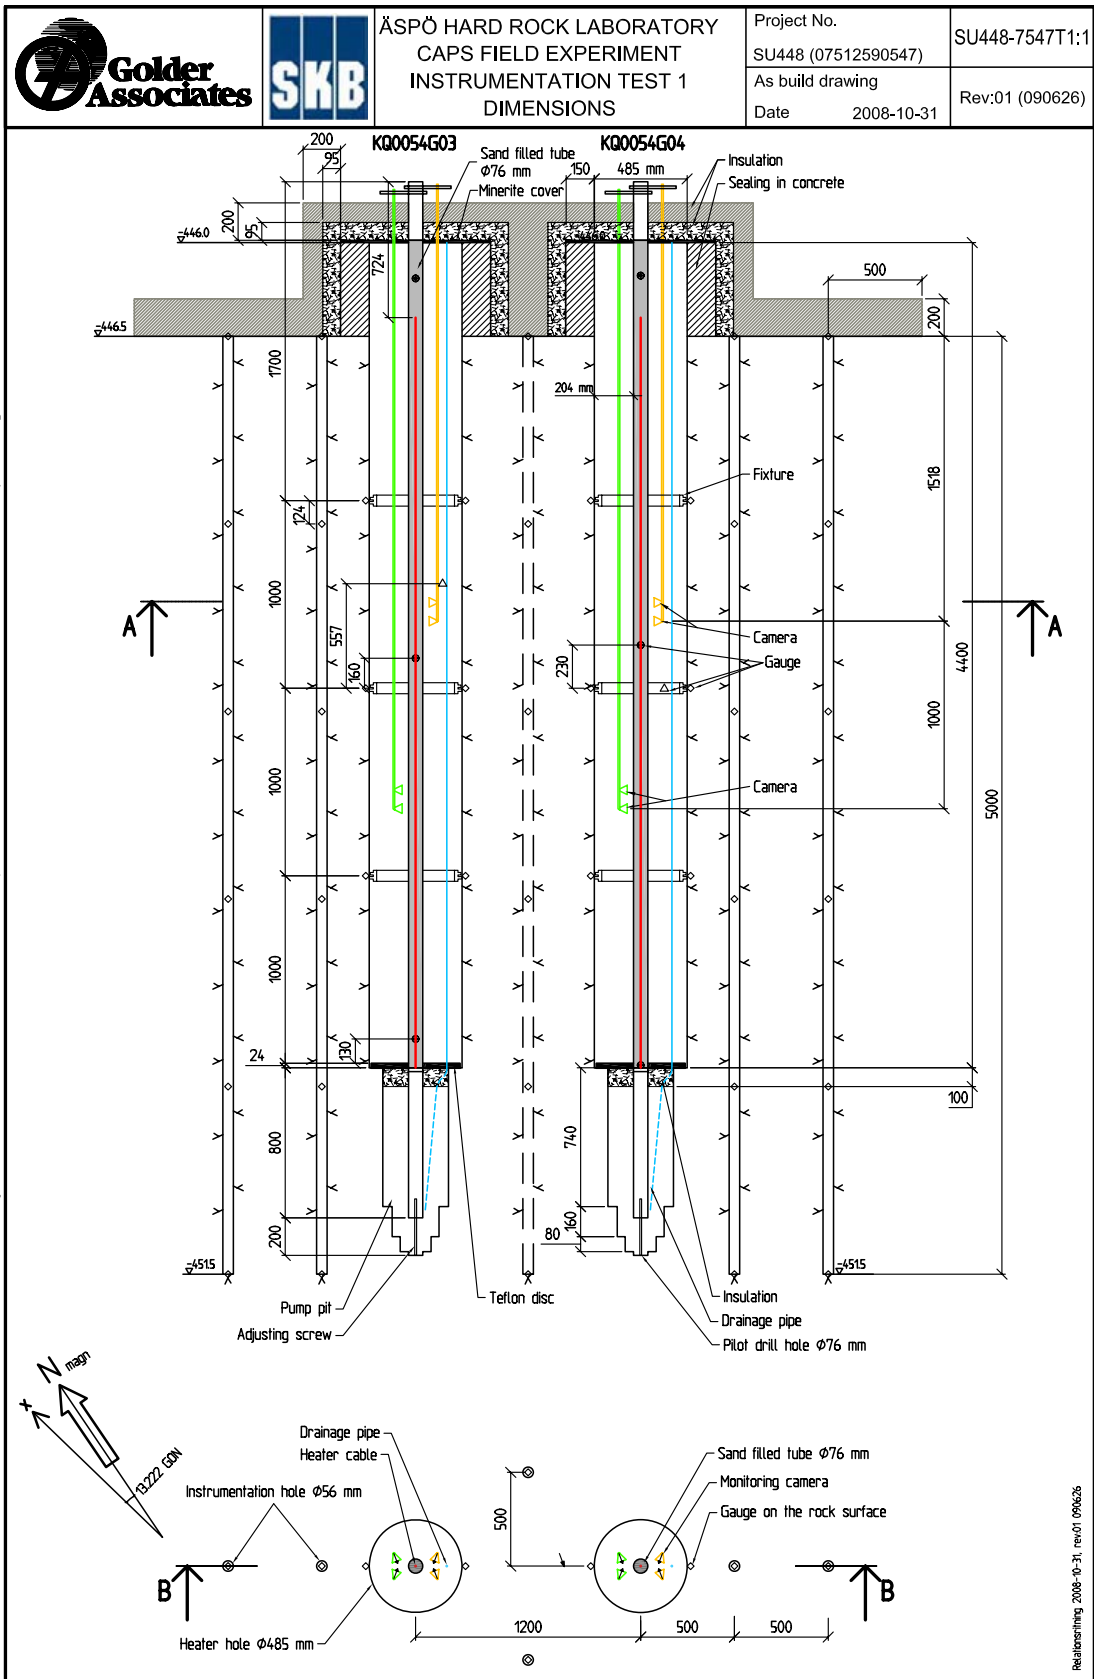 Golder
Associates
SKB
ÄSPÖ HARD ROCK LABORATORY
CAPS FIELD EXPERIMENT
INSTRUMENTATION TEST 1
DIMENSIONS
Project No.
SU448 (07512590547)
As build drawing
Date 2008-10-31
SU448-7547T1:1
Rev:01 (090626)
KQ0054G03
KQ0054G04
200
95
Sand filled tube
Ø76 mm
Minerite cover
150
485 mm
Insulation
Sealing in concrete
200
95
-446.0
724
500
200
-446.5
1700
204 mm
1518
Fixture
124
1000
557
160
A
A
Camera
Gauge
230
4400
1000
1000
Camera
5000
1000
24
130
100
800
740
200
160
80
-451.5
-451.5
Teflon disc
Pump pit
Adjusting screw
Insulation
Drainage pipe
Pilot drill hole Ø76 mm
N magn
x
13.222 GON
Drainage pipe
Heater cable
Instrumentation hole Ø56 mm
500
Sand filled tube Ø76 mm
Monitoring camera
Gauge on the rock surface
B
B
Heater hole Ø485 mm
1200
500
500
Relationsritning 2008-10-31, rev.01 090626